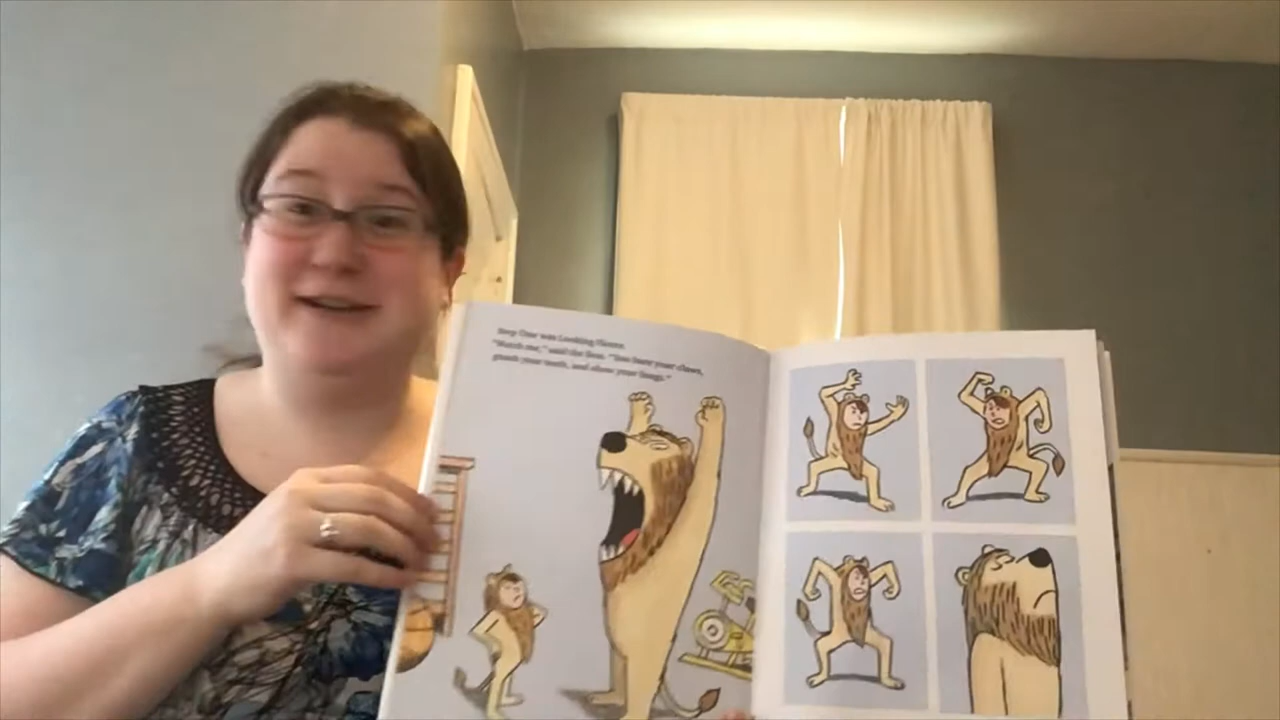 Step One was Looking Fierce.
"Watch me," said the lion. "You bare your claws,
gnash your teeth, and show your fangs."